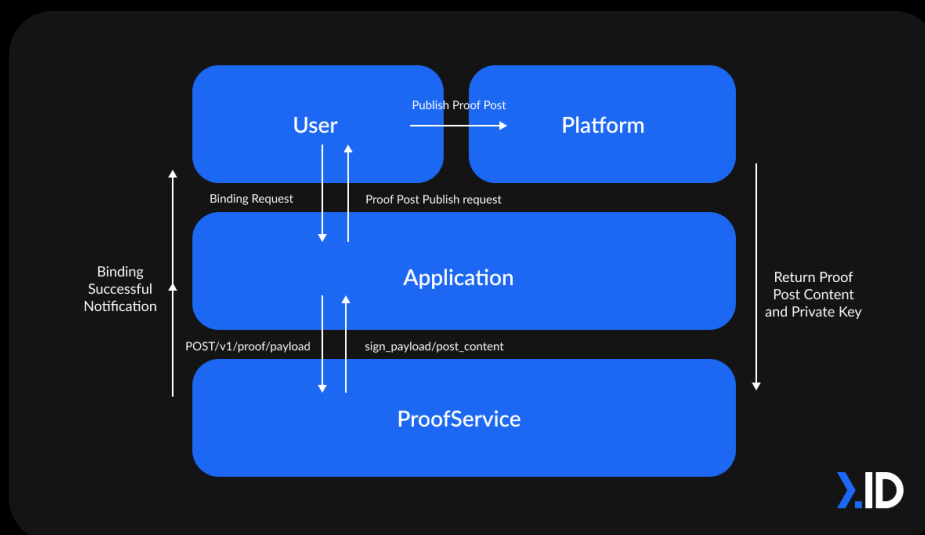 Publish Proof Post
User
Platform
Binding Request
Proof Post Publish request
Binding
Successful
Notification
Application
Return Proof
Post Content
and Private Key
POST/v1/proof/payload
sign_payload/post_content
ProofService
.ID